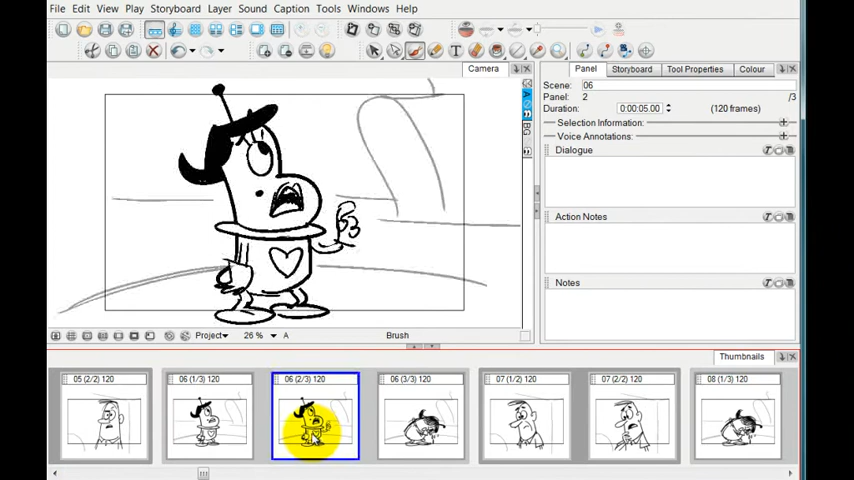 File Edit View Play Storyboard Layer Sound Caption Tools Windows Help
Camera
Panel Storyboard Tool Properties Colour
Scene: 06
Panel: 2 /3
Duration: 0:00:05.00 (120 frames)
Selection Information:
Voice Annotations:
Dialogue
Action Notes
Notes
A
BG
Project 26 % A Brush
Thumbnails
05 (2/2) 120 06 (1/3) 120 06 (2/3) 120 06 (3/3) 120 07 (1/2) 120 07 (2/2) 120 08 (1/3) 120